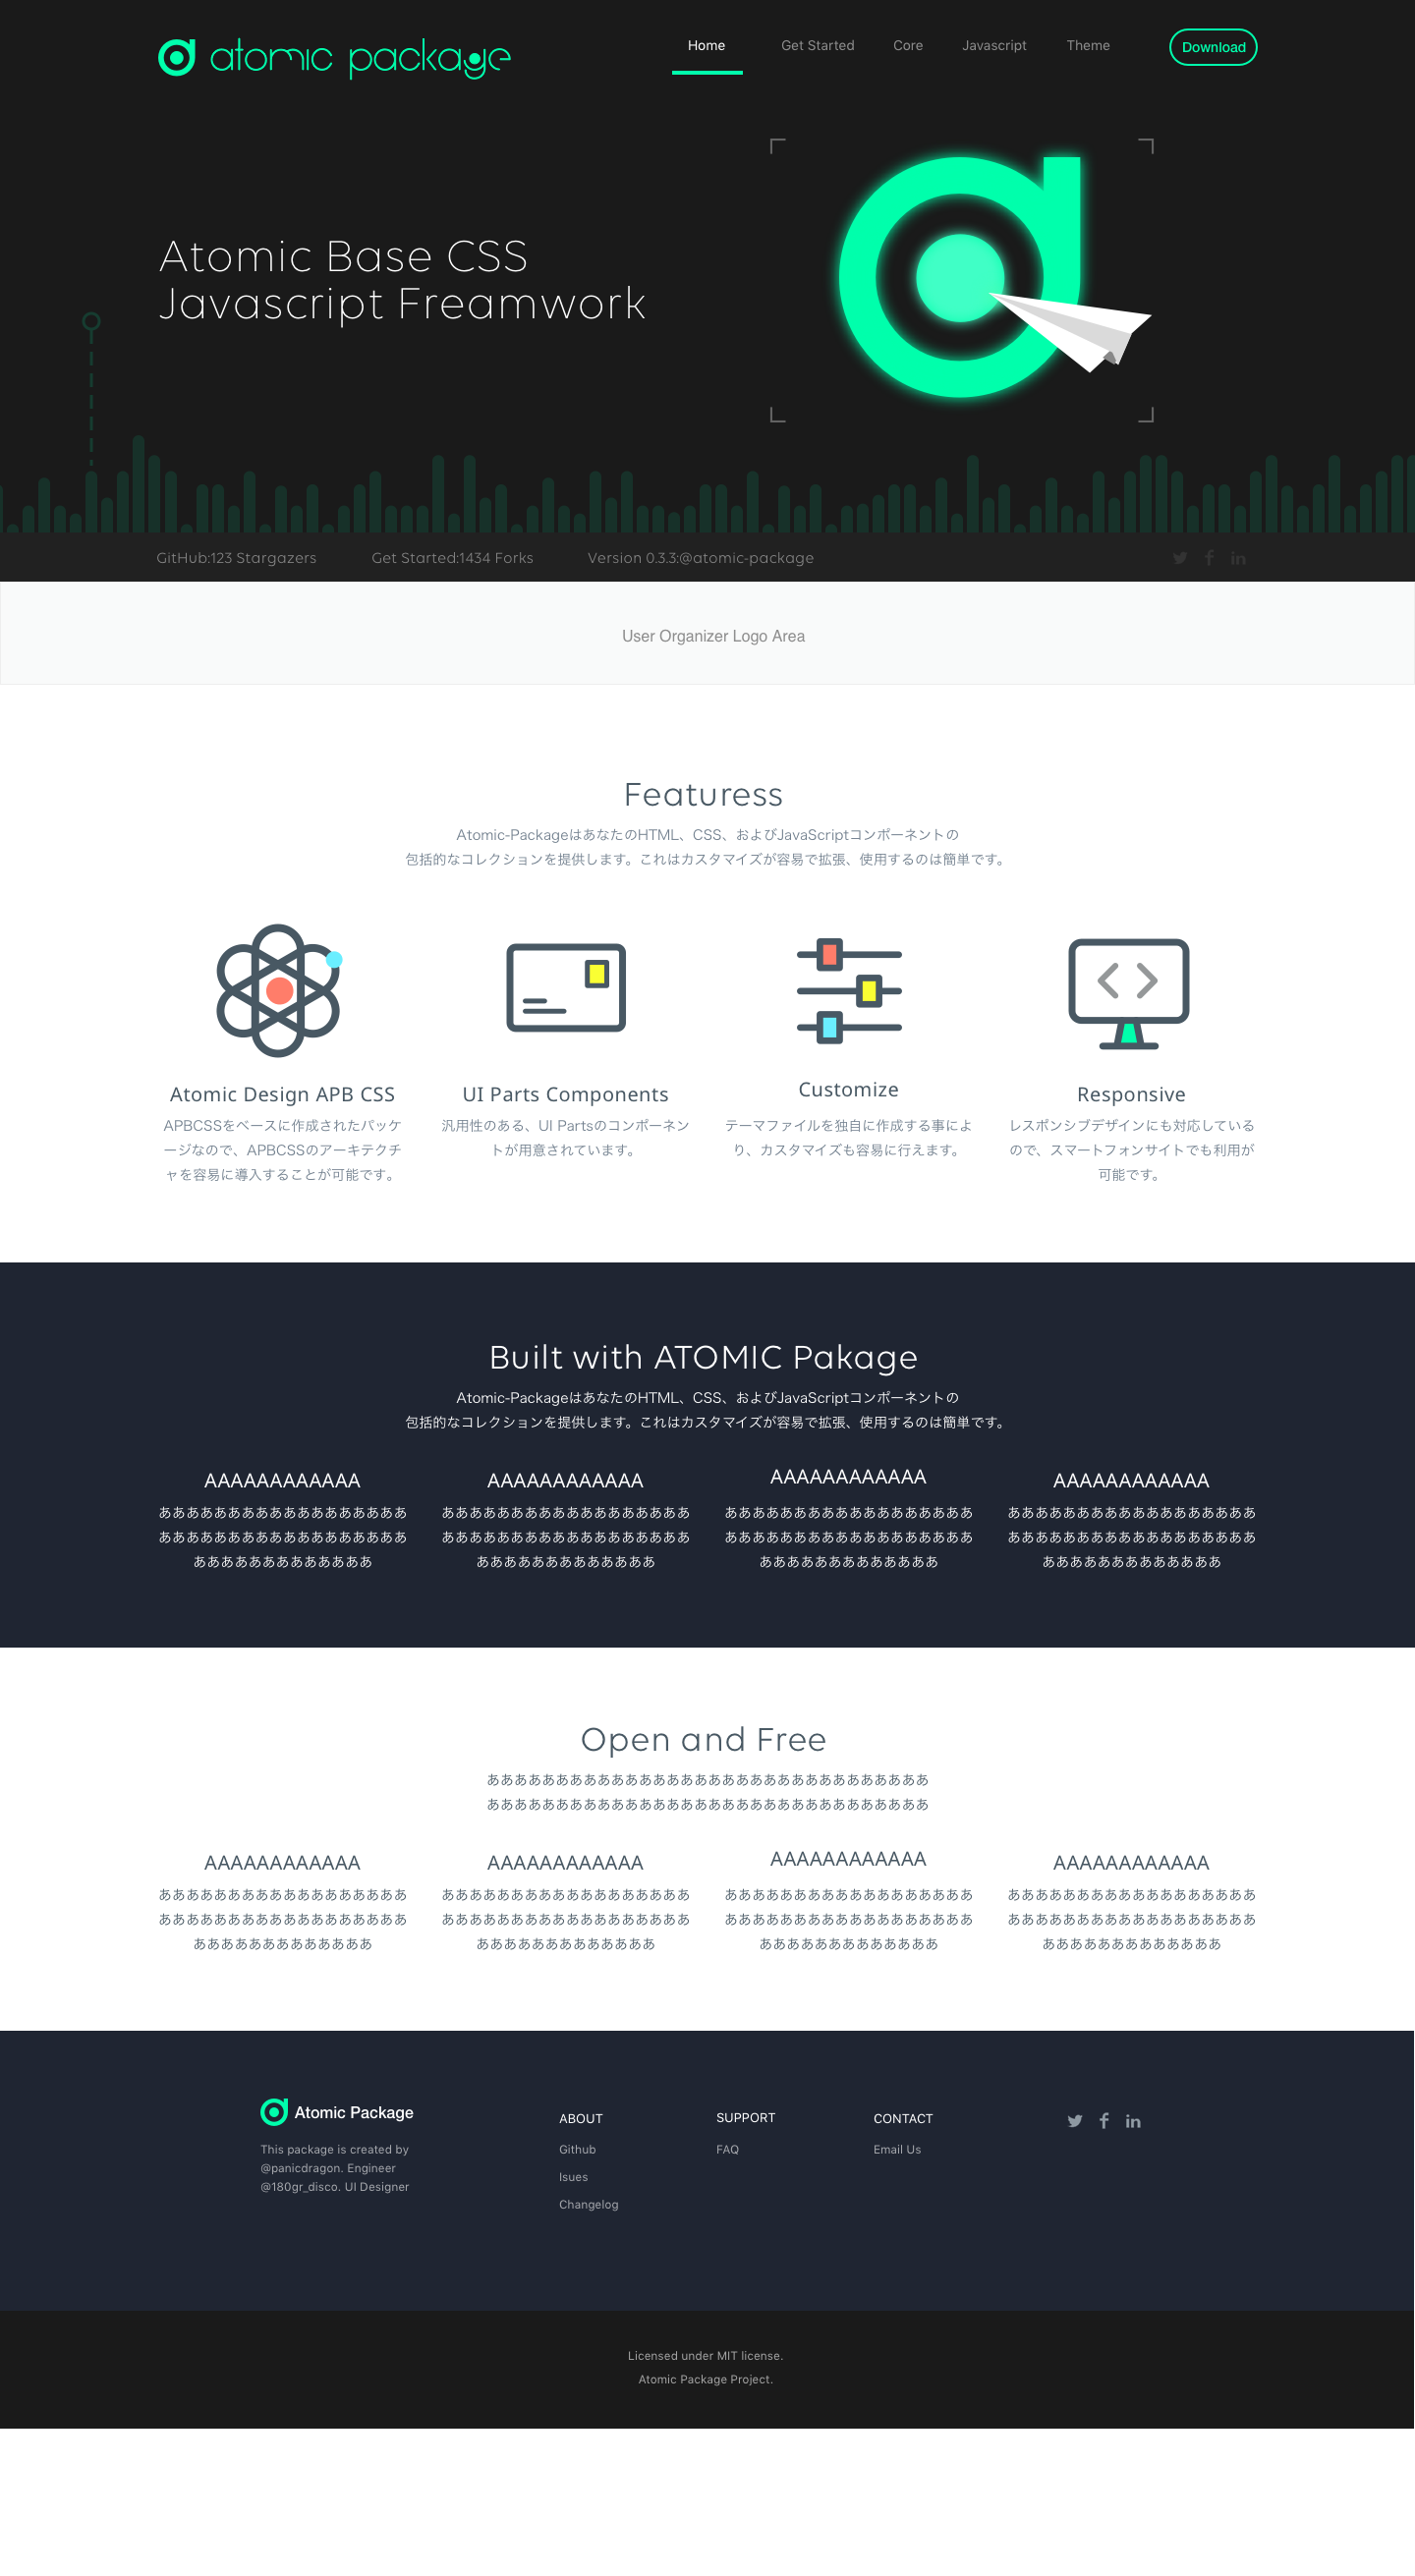 atomic package
Home Get Started Core Javascript Theme Download
Atomic Base CSS
Javascript Freamwork
GitHub:123 Stargazers Get Started:1434 Forks Version 0.3.3:@atomic-package
User Organizer Logo Area
Featuress
Atomic-PackageはあなたのHTML、CSS、およびJavaScriptコンポーネントの
包括的なコレクションを提供します。これはカスタマイズが容易で拡張、使用するのは簡単です。
Atomic Design APB CSS
APBCSSをベースに作成されたパッケ
ージなので、APBCSSのアーキテクチ
ャを容易に導入することが可能です。
UI Parts Components
汎用性のある、UI Partsのコンポーネン
トが用意されています。
Customize
テーマファイルを独自に作成する事によ
り、カスタマイズも容易に行えます。
Responsive
レスポンシブデザインにも対応している
ので、スマートフォンサイトでも利用が
可能です。
Built with ATOMIC Pakage
Atomic-PackageはあなたのHTML、CSS、およびJavaScriptコンポーネントの
包括的なコレクションを提供します。これはカスタマイズが容易で拡張、使用するのは簡単です。
AAAAAAAAAAAA
ああああああああああああああああああ
ああああああああああああああああああ
あああああああああああああ
AAAAAAAAAAAA
ああああああああああああああああああ
ああああああああああああああああああ
あああああああああああああ
AAAAAAAAAAAA
ああああああああああああああああああ
ああああああああああああああああああ
あああああああああああああ
AAAAAAAAAAAA
ああああああああああああああああああ
ああああああああああああああああああ
あああああああああああああ
Open and Free
ああああああああああああああああああああああああああああああああ
ああああああああああああああああああああああああああああああああ
AAAAAAAAAAAA
ああああああああああああああああああ
ああああああああああああああああああ
あああああああああああああ
AAAAAAAAAAAA
ああああああああああああああああああ
ああああああああああああああああああ
あああああああああああああ
AAAAAAAAAAAA
ああああああああああああああああああ
ああああああああああああああああああ
あああああああああああああ
AAAAAAAAAAAA
ああああああああああああああああああ
ああああああああああああああああああ
あああああああああああああ
Atomic Package
This package is created by
@panicdragon. Engineer
@180gr_disco. UI Designer
ABOUT
Github
Isues
Changelog
SUPPORT
FAQ
CONTACT
Email Us
Licensed under MIT license.
Atomic Package Project.